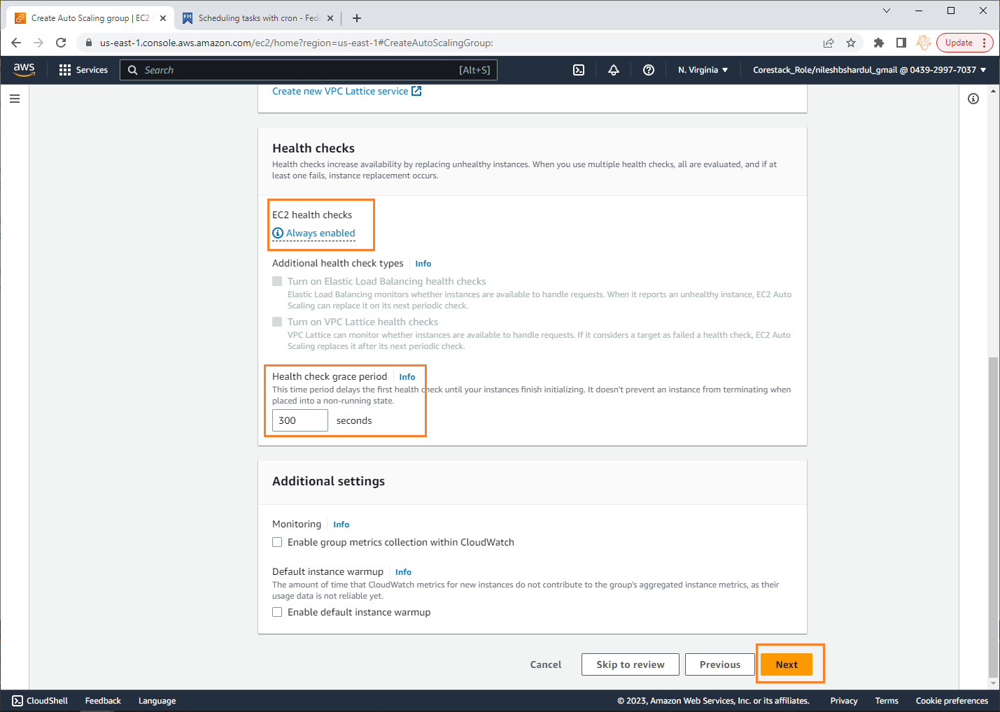 Create Auto Scaling group | EC2
Scheduling tasks with cron - Fedo
us-east-1.console.aws.amazon.com/ec2/home?region=us-east-1#CreateAutoScalingGroup:
Update
aws
Services
Search
[Alt+S]
N. Virginia
Corestack_Role/nileshbshardul_gmail @ 0439-2997-7037
Create new VPC Lattice service
Health checks
Health checks increase availability by replacing unhealthy instances. When you use multiple health checks, all are evaluated, and if at
least one fails, instance replacement occurs.
EC2 health checks
Always enabled
Additional health check types Info
Turn on Elastic Load Balancing health checks
Elastic Load Balancing monitors whether instances are available to handle requests. When it reports an unhealthy instance, EC2 Auto
Scaling can replace it on its next periodic check.
Turn on VPC Lattice health checks
VPC Lattice can monitor whether instances are available to handle requests. If it considers a target as failed a health check, EC2 Auto
Scaling replaces it after its next periodic check.
Health check grace period Info
This time period delays the first health check until your instances finish initializing. It doesn't prevent an instance from terminating when
placed into a non-running state.
300 seconds
Additional settings
Monitoring Info
Enable group metrics collection within CloudWatch
Default instance warmup Info
The amount of time that CloudWatch metrics for new instances do not contribute to the group's aggregated instance metrics, as their
usage data is not reliable yet.
Enable default instance warmup
Cancel
Skip to review
Previous
Next
CloudShell
Feedback
Language
© 2023, Amazon Web Services, Inc. or its affiliates.
Privacy
Terms
Cookie preferences